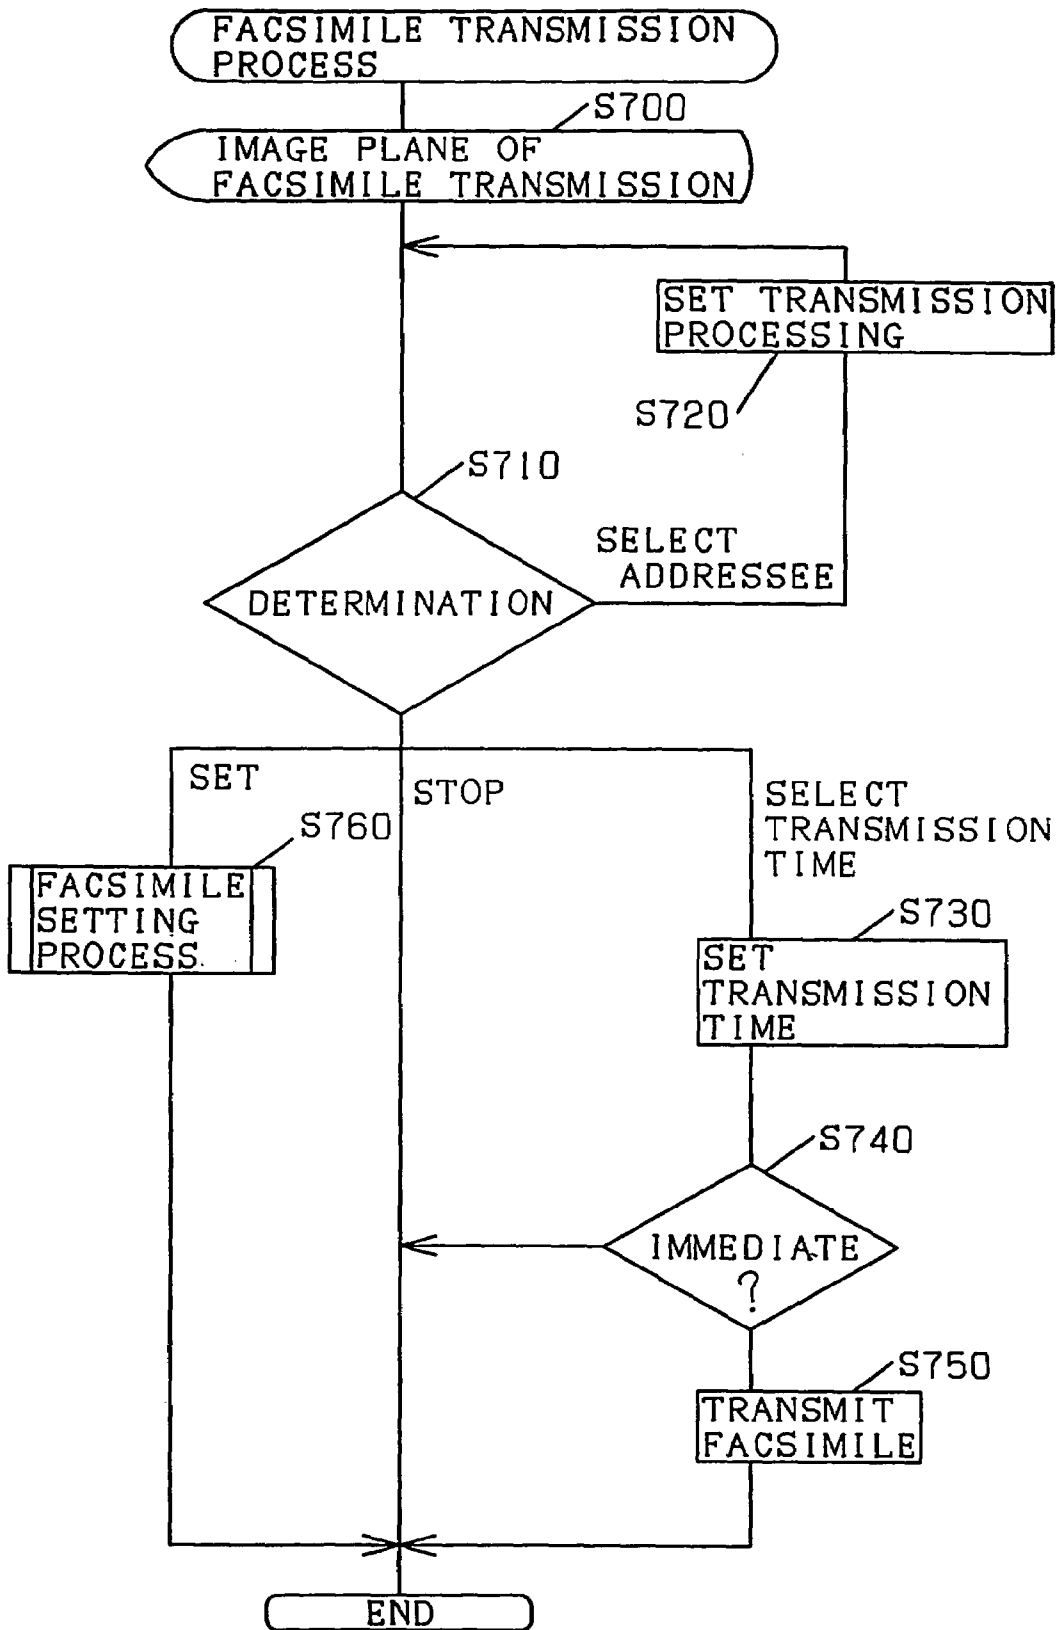 FACSIMILE TRANSMISSION
PROCESS
S700
IMAGE PLANE OF
FACSIMILE TRANSMISSION
SET TRANSMISSION
PROCESSING
S720
S710
SELECT
ADDRESSEE
DETERMINATION
SET
STOP
SELECT
TRANSMISSION
TIME
S760
FACSIMILE
SETTING
PROCESS
S730
SET
TRANSMISSION
TIME
S740
IMMEDIATE
?
S750
TRANSMIT
FACSIMILE
END